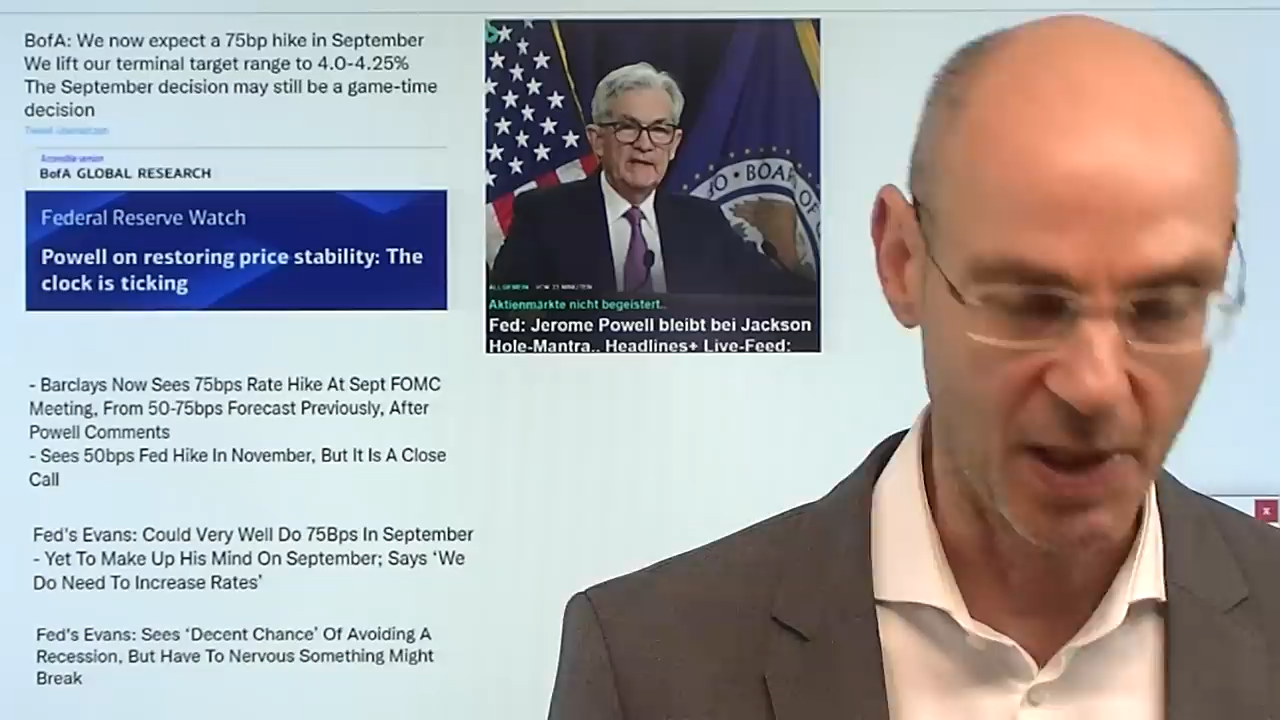 BofA: We now expect a 75bp hike in September
We lift our terminal target range to 4.0-4.25%
The September decision may still be a game-time
decision
Accessible version
BofA GLOBAL RESEARCH
Federal Reserve Watch
Powell on restoring price stability: The
clock is ticking
BOA
OF
ALLGEMEIN
Aktienmärkte nicht begeistert..
Fed: Jerome Powell bleibt bei Jackson
Hole-Mantra.. Headlines+ Live-Feed:
- Barclays Now Sees 75bps Rate Hike At Sept FOMC
Meeting, From 50-75bps Forecast Previously, After
Powell Comments
- Sees 50bps Fed Hike In November, But It Is A Close
Call
Fed's Evans: Could Very Well Do 75Bps In September
- Yet To Make Up His Mind On September; Says ‘We
Do Need To Increase Rates’
Fed's Evans: Sees ‘Decent Chance’ Of Avoiding A
Recession, But Have To Nervous Something Might
Break
x